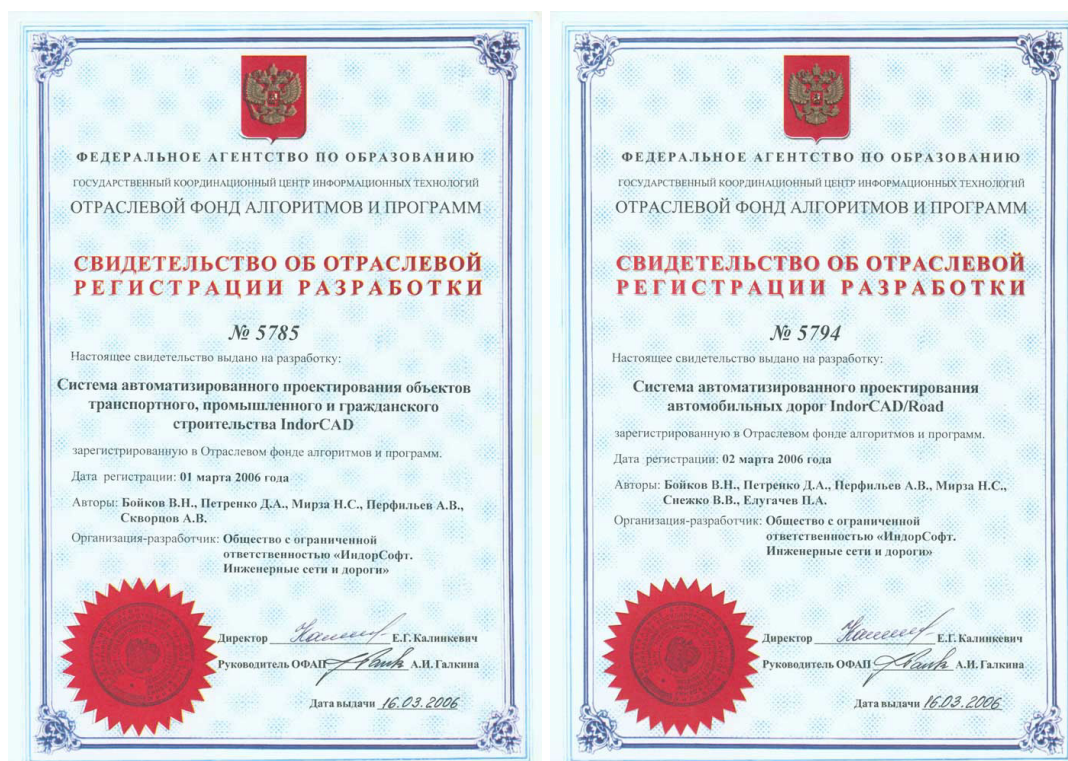 ФЕДЕРАЛЬНОЕ АГЕНТСТВО ПО ОБРАЗОВАНИЮ
ГОСУДАРСТВЕННЫЙ КООРДИНАЦИОННЫЙ ЦЕНТР ИНФОРМАЦИОННЫХ ТЕХНОЛОГИЙ
ОТРАСЛЕВОЙ ФОНД АЛГОРИТМОВ И ПРОГРАММ
СВИДЕТЕЛЬСТВО ОБ ОТРАСЛЕВОЙ
РЕГИСТРАЦИИ РАЗРАБОТКИ
№ 5785
Настоящее свидетельство выдано на разработку:
Система автоматизированного проектирования объектов
транспортного, промышленного и гражданского
строительства IndorCAD
зарегистрированную в Отраслевом фонде алгоритмов и программ.
Дата регистрации: 01 марта 2006 года
Авторы: Бойков В.Н., Петренко Д.А., Мирза Н.С., Перфильев А.В.,
Скворцов А.В.
Организация-разработчик: Общество с ограниченной
ответственностью «ИндорСофт.
Инженерные сети и дороги»
Директор Е.Г. Калинкевич
Руководитель ОФАП А.И. Галкина
Дата выдачи 16.03.2006
ФЕДЕРАЛЬНОЕ АГЕНТСТВО ПО ОБРАЗОВАНИЮ
ГОСУДАРСТВЕННЫЙ КООРДИНАЦИОННЫЙ ЦЕНТР ИНФОРМАЦИОННЫХ ТЕХНОЛОГИЙ
ОТРАСЛЕВОЙ ФОНД АЛГОРИТМОВ И ПРОГРАММ
СВИДЕТЕЛЬСТВО ОБ ОТРАСЛЕВОЙ
РЕГИСТРАЦИИ РАЗРАБОТКИ
№ 5794
Настоящее свидетельство выдано на разработку:
Система автоматизированного проектирования
автомобильных дорог IndorCAD/Road
зарегистрированную в Отраслевом фонде алгоритмов и программ.
Дата регистрации: 02 марта 2006 года
Авторы: Бойков В.Н., Петренко Д.А., Перфильев А.В., Мирза Н.С.,
Снежко В.В., Елугачев П.А.
Организация-разработчик: Общество с ограниченной
ответственностью «ИндорСофт.
Инженерные сети и дороги»
Директор Е.Г. Калинкевич
Руководитель ОФАП А.И. Галкина
Дата выдачи 16.03.2006